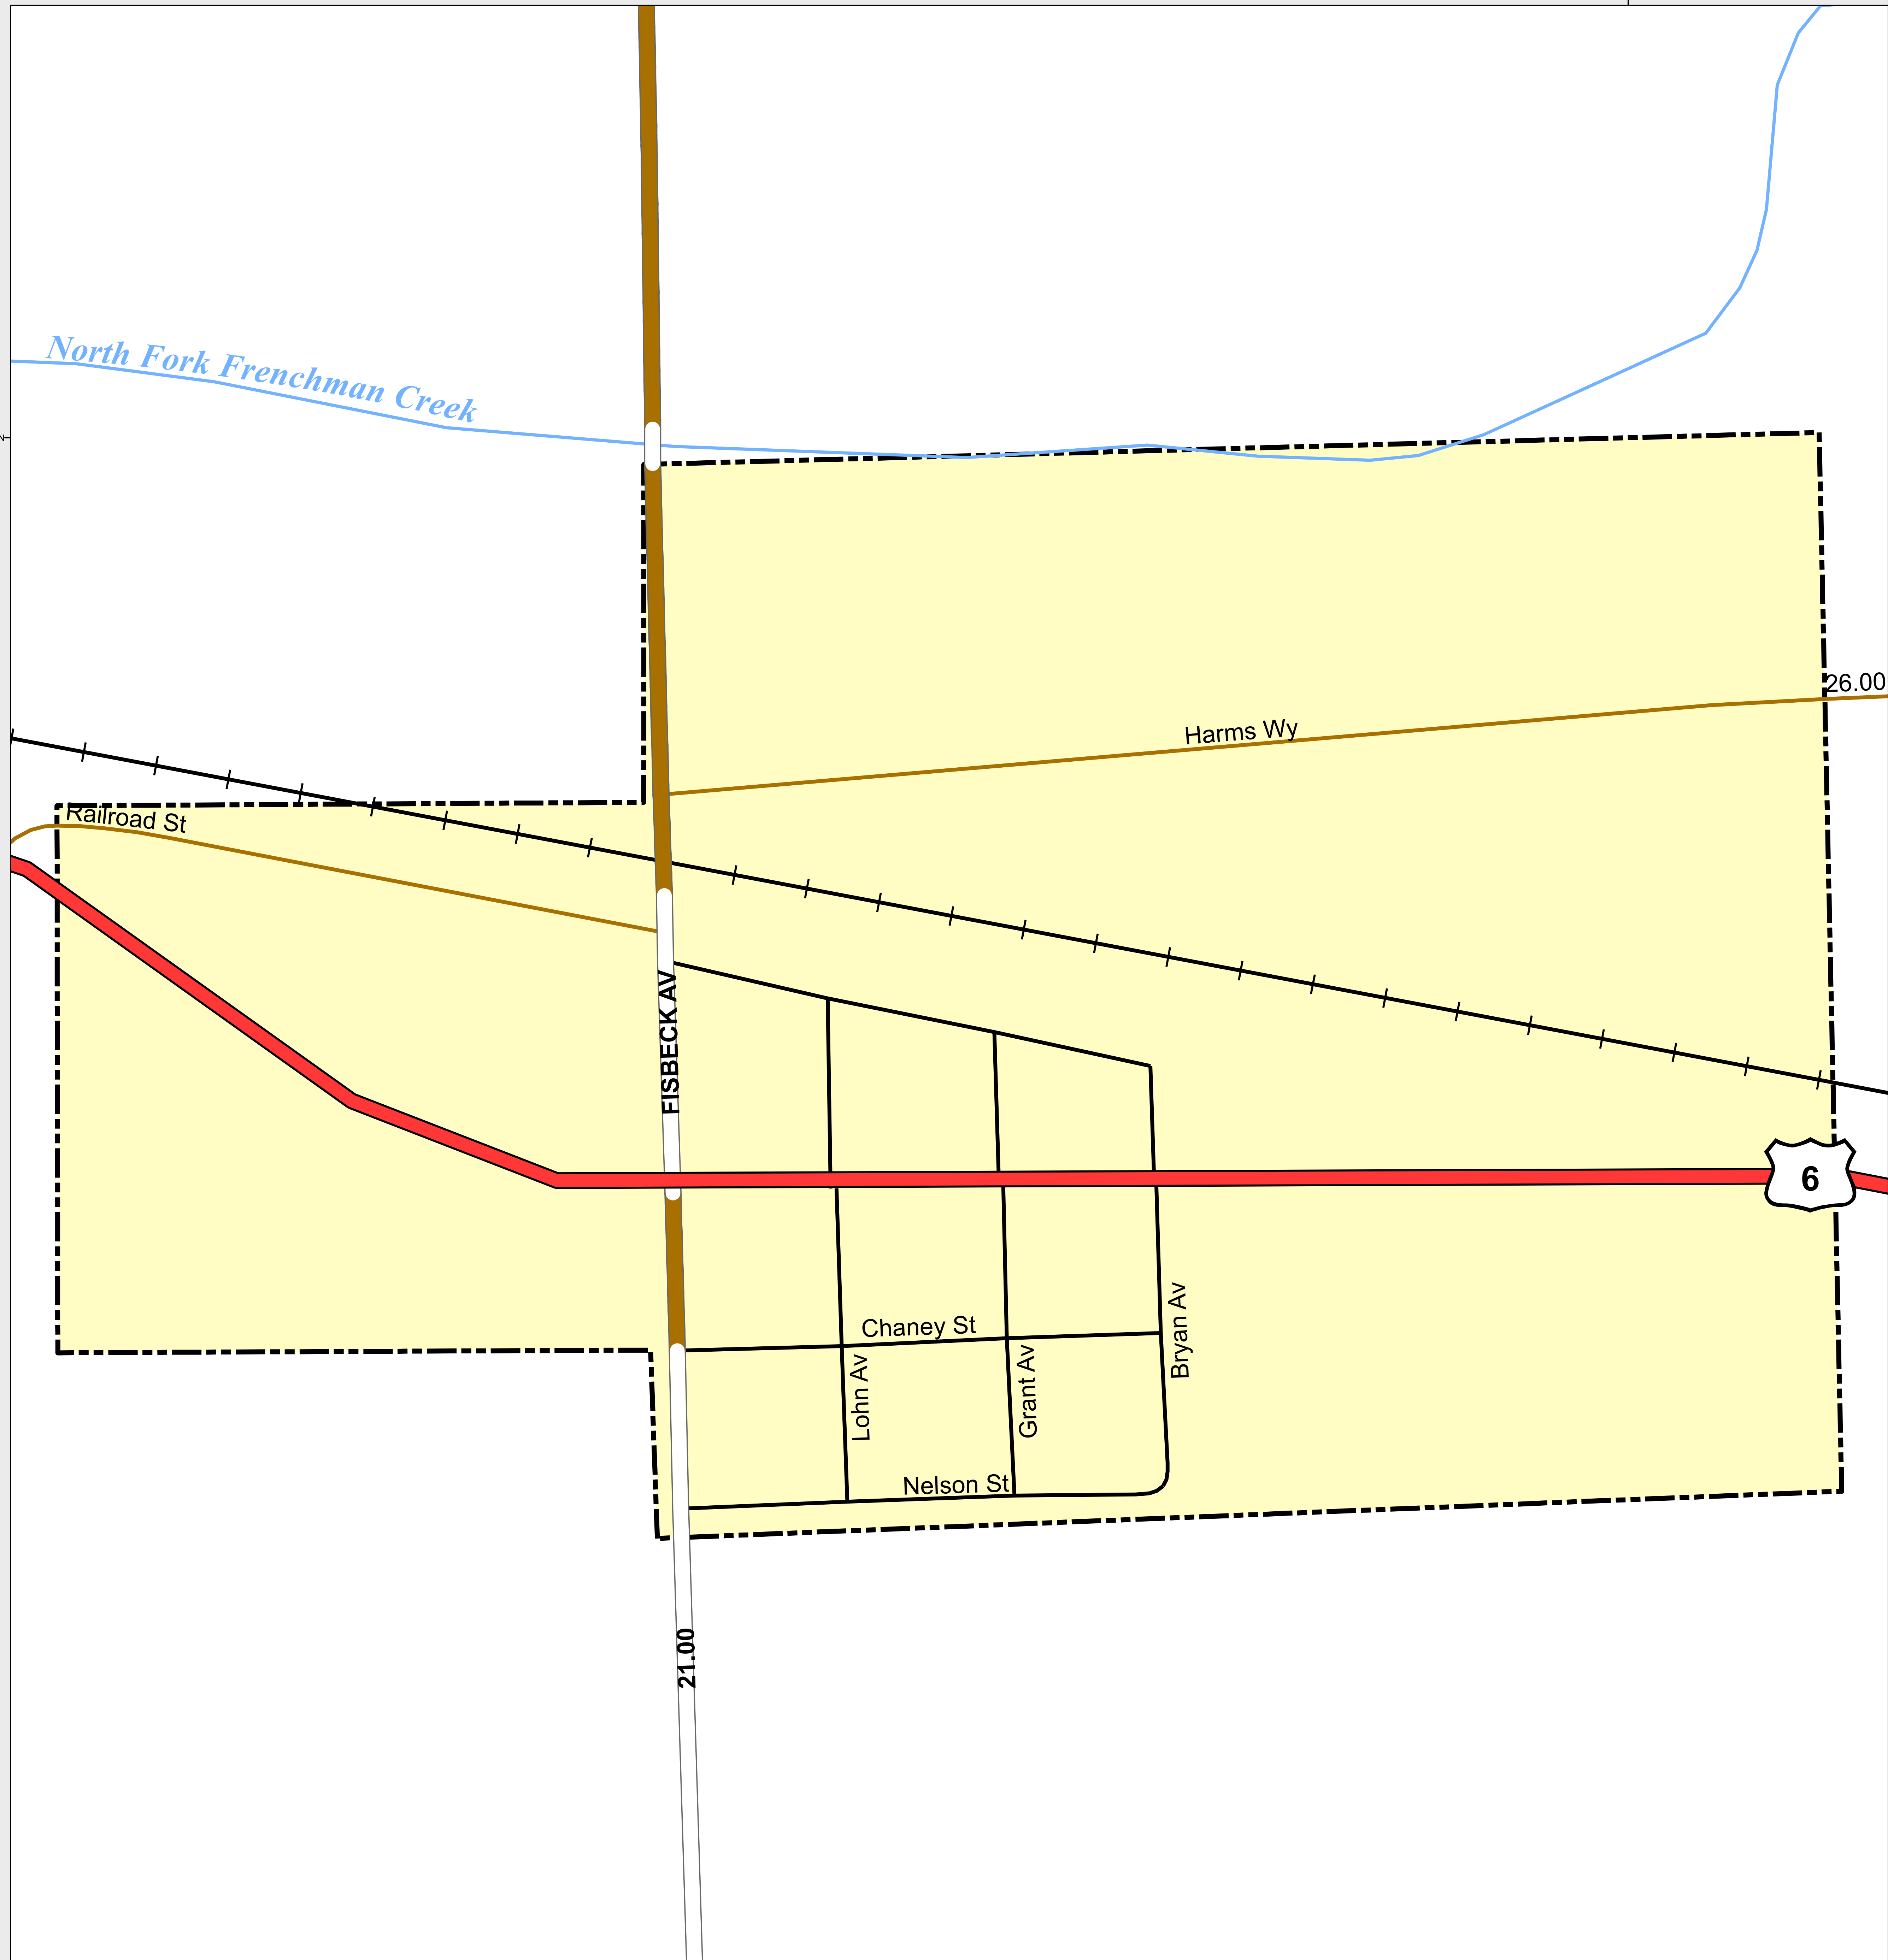 North Fork Frenchman Creek
26.00
Harms Wy
Railroad St
FISBECK AV
6
Chaney St
Bryan Av
Lohn Av
Grant Av
Nelson St
21.00